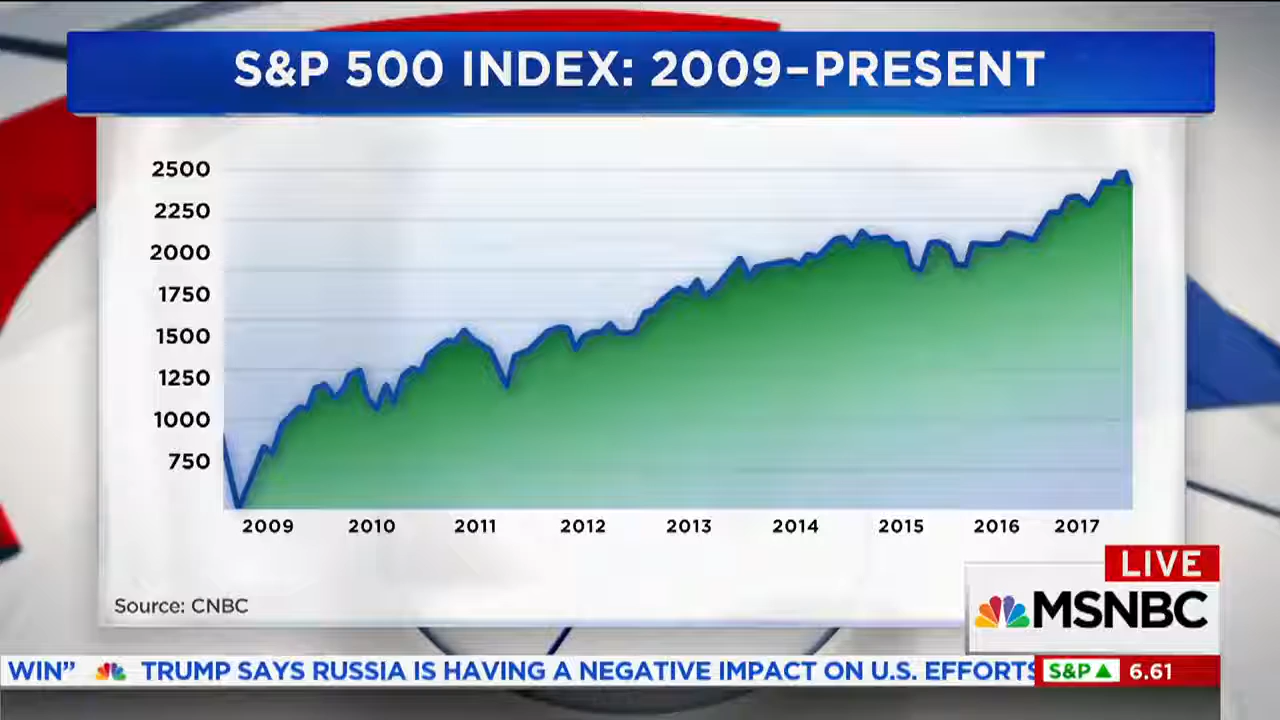 S&P 500 INDEX: 2009–PRESENT
2500
2250
2000
1750
1500
1250
1000
750
2009 2010 2011 2012 2013 2014 2015 2016 2017
Source: CNBC
LIVE
MSNBC
WIN” TRUMP SAYS RUSSIA IS HAVING A NEGATIVE IMPACT ON U.S. EFFORTS S&P ▲ 6.61